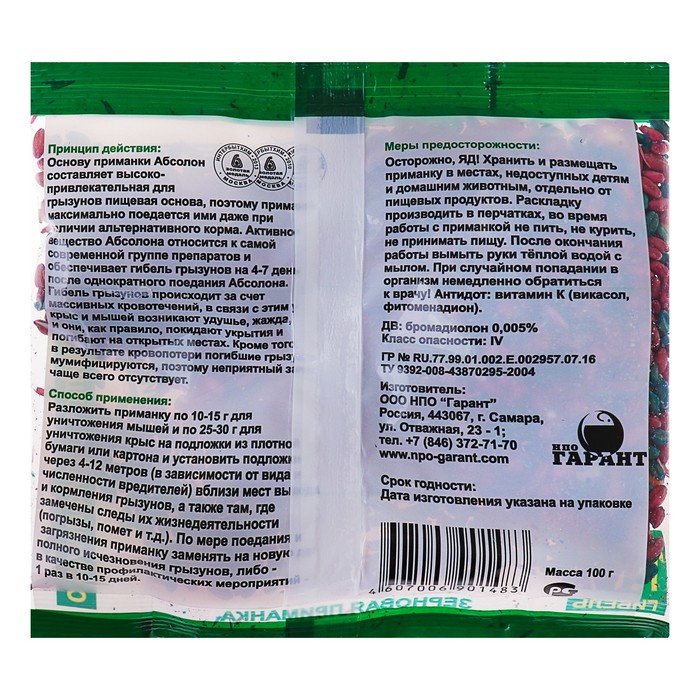 Принцип действия:
Основу приманки Абсолон
составляет высоко-
привлекательная для
грызунов пищевая основа, поэтому прима
максимально поедается ими даже при
наличии альтернативного корма. Активное
вещество Абсолона относится к самой
современной группе препаратов и
обеспечивает гибель грызунов на 4-7 ден
после однократного поедания Абсолона.
Гибель грызунов происходит за счет
массивных кровотечений, в связи с этим у
крыс и мышей возникают удушье, жажда,
и они, как правило, покидают укрытия и
погибают на открытых местах. Кроме того
в результате кровопотери погибшие грызу
мумифицируются, поэтому неприятный за
чаще всего отсутствует.
Способ применения:
Разложить приманку по 10-15 г для
уничтожения мышей и по 25-30 г для
уничтожения крыс на подложки из плотно
бумаги или картона и установить подложк
через 4-12 метров (в зависимости от вида
численности вредителей) вблизи мест вы
и кормления грызунов, а также там, где
замечены следы их жизнедеятельности
(погрызы, помет и т.д.). По мере поедания и
загрязнения приманку заменять на новую
полного исчезновения грызунов, либо -
в качестве профилактических мероприятий -
1 раз в 10-15 дней.
ИНТЕРБЫТХИМ
золотая
медаль
МОСКВА
золотая
медаль
МОСКВА
Меры предосторожности:
Осторожно, ЯД! Хранить и размещать
приманку в местах, недоступных детям
и домашним животным, отдельно от
пищевых продуктов. Раскладку
производить в перчатках, во время
работы с приманкой не пить, не курить,
не принимать пищу. После окончания
работы вымыть руки тёплой водой с
мылом. При случайном попадании в
организм немедленно обратиться
к врачу! Антидот: витамин К (викасол,
фитоменадион).
ДВ: бромадиолон 0,005%
Класс опасности: IV
ГР № RU.77.99.01.002.Е.002957.07.16
ТУ 9392-008-43870295-2004
Изготовитель:
ООО НПО "Гарант"
Россия, 443067, г. Самара,
ул. Отважная, 23 - 1;
тел. +7 (846) 372-71-70
www.npo-garant.com
НПО
ГАРАНТ
Срок годности:
Дата изготовления указана на упаковке
4607006901483
Масса 100 г
РС
ЗЕРНОВАЯ ПРИМАНКА